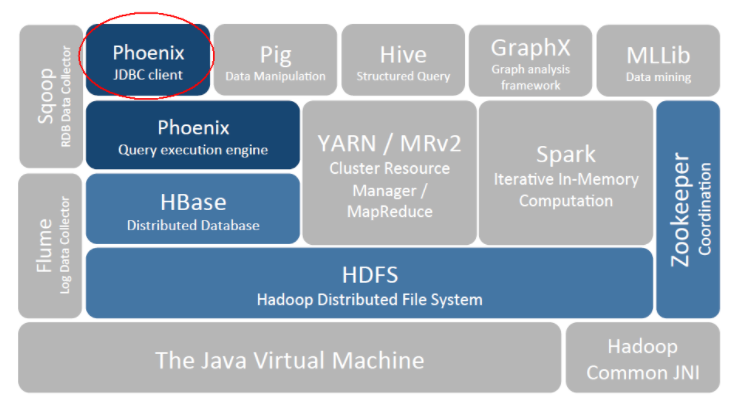 Sqoop
RDB Data Collector
Phoenix
JDBC client
Pig
Data Manipulation
Hive
Structured Query
GraphX
Graph analysis
framework
MLLib
Data mining
Phoenix
Query execution engine
YARN / MRv2
Cluster Resource
Manager /
MapReduce
Spark
Iterative In-Memory
Computation
Zookeeper
Coordination
Flume
Log Data Collector
HBase
Distributed Database
HDFS
Hadoop Distributed File System
The Java Virtual Machine
Hadoop
Common JNI